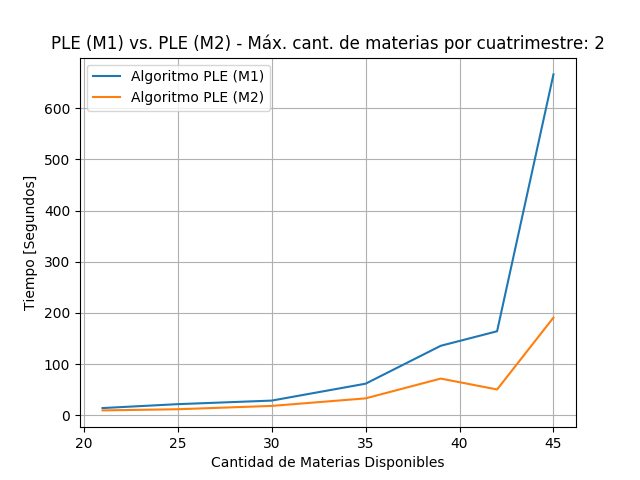 PLE (M1) vs. PLE (M2) - Máx. cant. de materias por cuatrimestre: 2
Algoritmo PLE (M1)
Algoritmo PLE (M2)
600
500
400
300
200
100
0
Tiempo [Segundos]
20 25 30 35 40 45
Cantidad de Materias Disponibles